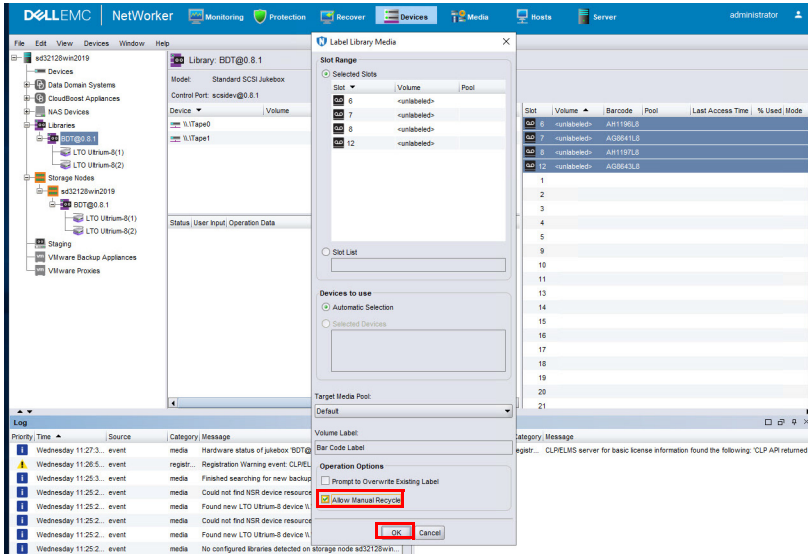 DELLEMC NetWorker Monitoring Protection Recover Devices Media Hosts Server administrator
File Edit View Devices Window Help
sd32128win2019
Devices
Data Domain Systems
CloudBoost Appliances
NAS Devices
Libraries
BDT@0.8.1
LTO Ultrium-8(1)
LTO Ultrium-8(2)
Storage Nodes
sd32128win2019
BDT@0.8.1
LTO Ultrium-8(1)
LTO Ultrium-8(2)
Staging
VMware Backup Appliances
VMware Proxies
Library: BDT@0.8.1
Model: Standard SCSI Jukebox
Control Port: scsidev@0.8.1
Device Volume
\\.\Tape0
\\.\Tape1
Status User Input Operation Data
Label Library Media
Slot Range
Selected Slots
Slot Volume Pool
6 <unlabeled>
7 <unlabeled>
8 <unlabeled>
12 <unlabeled>
Slot List
Devices to use
Automatic Selection
Selected Devices
Target Media Pool:
Default
Volume Label:
Bar Code Label
Operation Options
Prompt to Overwrite Existing Label
Allow Manual Recycle
OK Cancel
Slot Volume Barcode Pool Last Access Time % Used Mode
6 <unlabeled> AH1196L8
7 <unlabeled> AG8641L8
8 <unlabeled> AH1197L8
12 <unlabeled> AG8643L8
1
2
3
4
5
9
10
11
13
14
15
16
17
18
19
20
21
Log
Priority Time Source Category Message
Wednesday 11:27:3... event media Hardware status of jukebox 'BDT@
Wednesday 11:26:5... event registr... Registration Warning event: CLP/EL
Wednesday 11:25:3... event media Finished searching for new backup
Wednesday 11:25:2... event media Could not find NSR device resource
Wednesday 11:25:2... event media Found new LTO Ultrium-8 device \\.
Wednesday 11:25:2... event media Could not find NSR device resource
Wednesday 11:25:2... event media Found new LTO Ultrium-8 device \\.
Wednesday 11:25:2... event media No configured libraries detected on storage node sd32128win...
Category Message
registr... CLP/ELMS server for basic license information found the following: 'CLP API returned